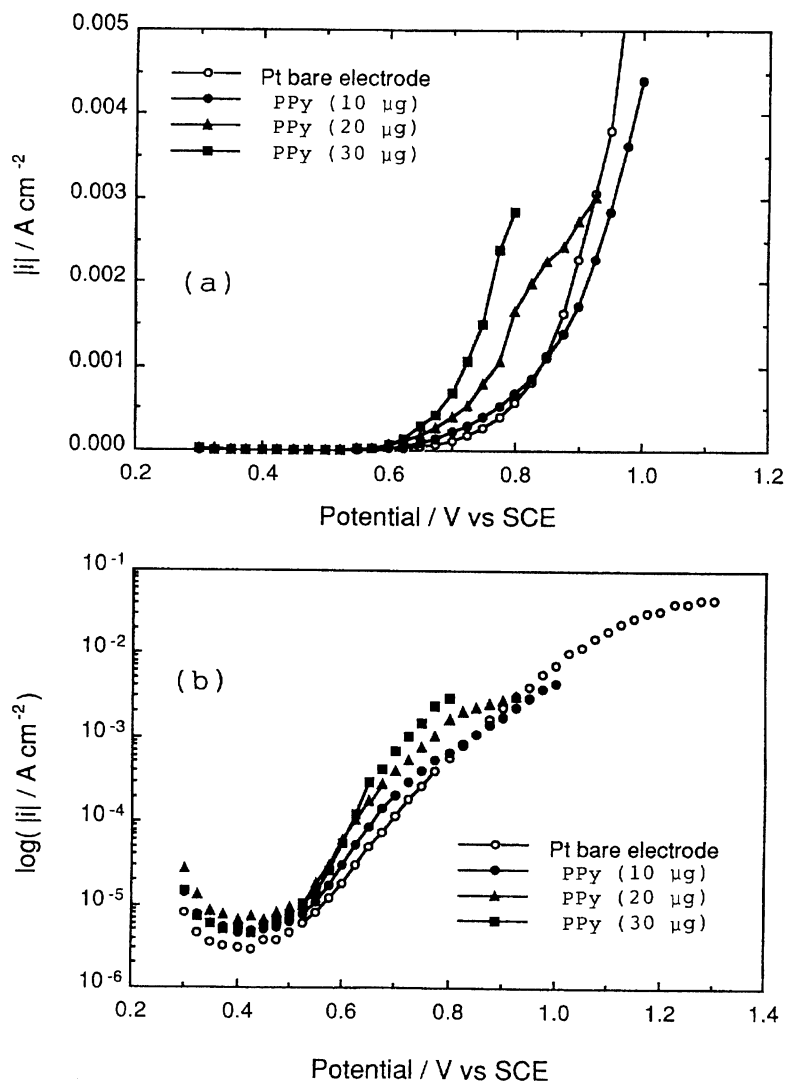 0.005
0.004
0.003
0.002
0.001
0.000
|i| / A cm⁻²
Pt bare electrode
PPy (10 µg)
PPy (20 µg)
PPy (30 µg)
(a)
0.2 0.4 0.6 0.8 1.0 1.2
Potential / V vs SCE
10⁻¹
10⁻²
10⁻³
10⁻⁴
10⁻⁵
10⁻⁶
log( |i| / A cm⁻²)
(b)
Pt bare electrode
PPy (10 µg)
PPy (20 µg)
PPy (30 µg)
0.2 0.4 0.6 0.8 1.0 1.2 1.4
Potential / V vs SCE